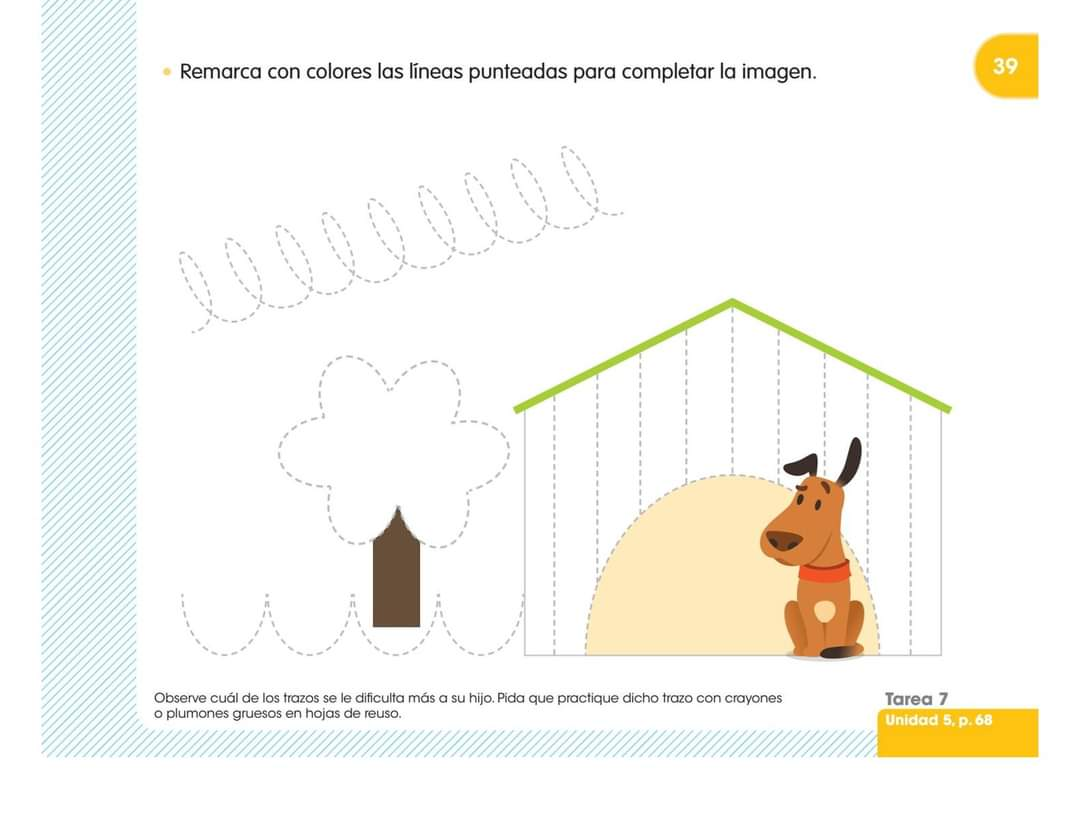 • Remarca con colores las líneas punteadas para completar la imagen.
39
Observe cuál de los trazos se le dificulta más a su hijo. Pida que practique dicho trazo con crayones
o plumones gruesos en hojas de reuso.
Tarea 7
Unidad 5, p. 68